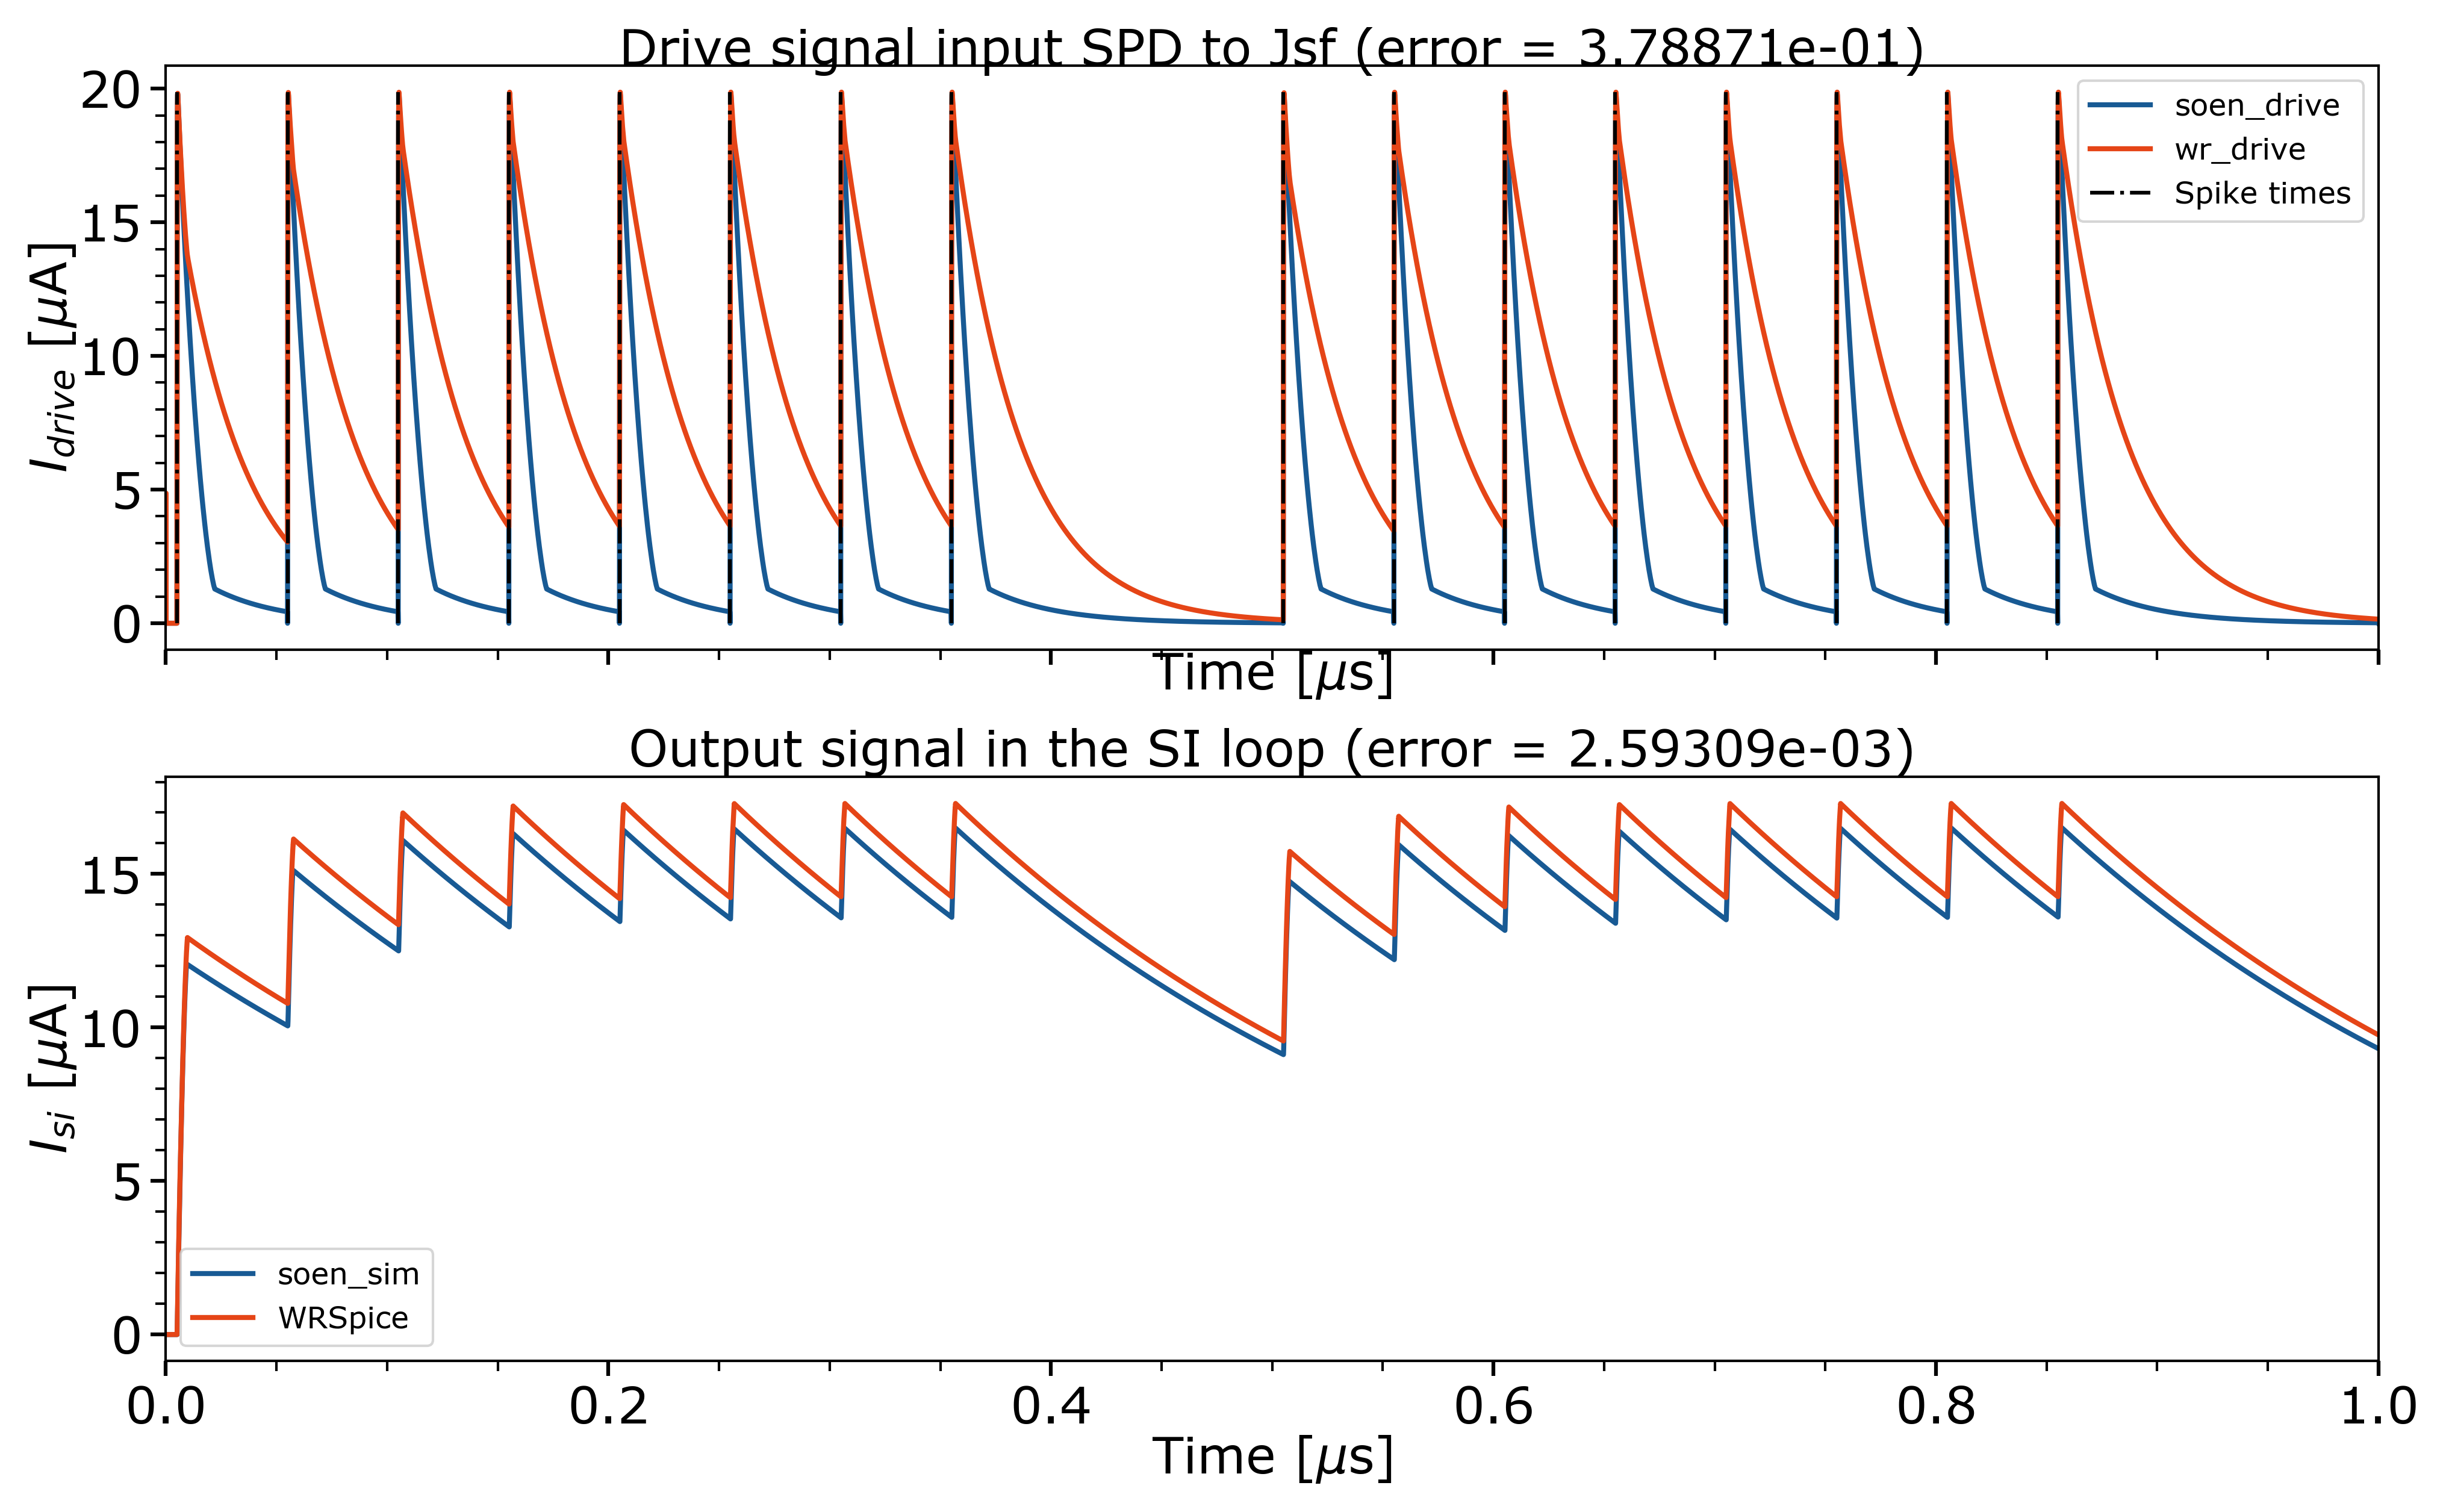 Drive signal input SPD to Jsf (error = 3.78871e-01)
20
15
10
5
0
I_drive [μA]
soen_drive
wr_drive
Spike times
Time [μs]
Output signal in the SI loop (error = 2.59309e-03)
15
10
5
0
I_si [μA]
soen_sim
WRSpice
0.0 0.2 0.4 0.6 0.8 1.0
Time [μs]